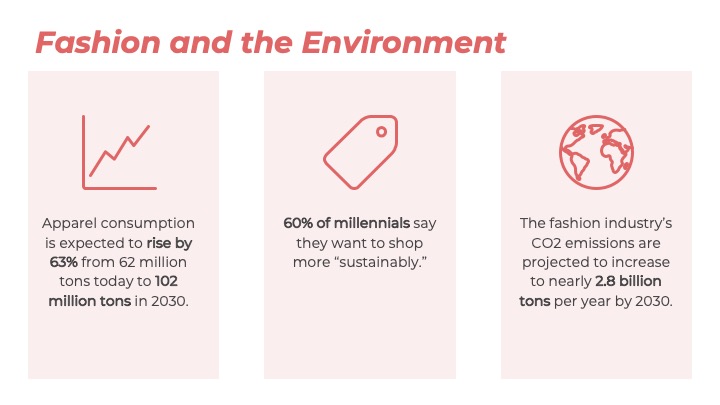 Fashion and the Environment
Apparel consumption
is expected to rise by
63% from 62 million
tons today to 102
million tons in 2030.
60% of millennials say
they want to shop
more “sustainably.”
The fashion industry’s
CO2 emissions are
projected to increase
to nearly 2.8 billion
tons per year by 2030.